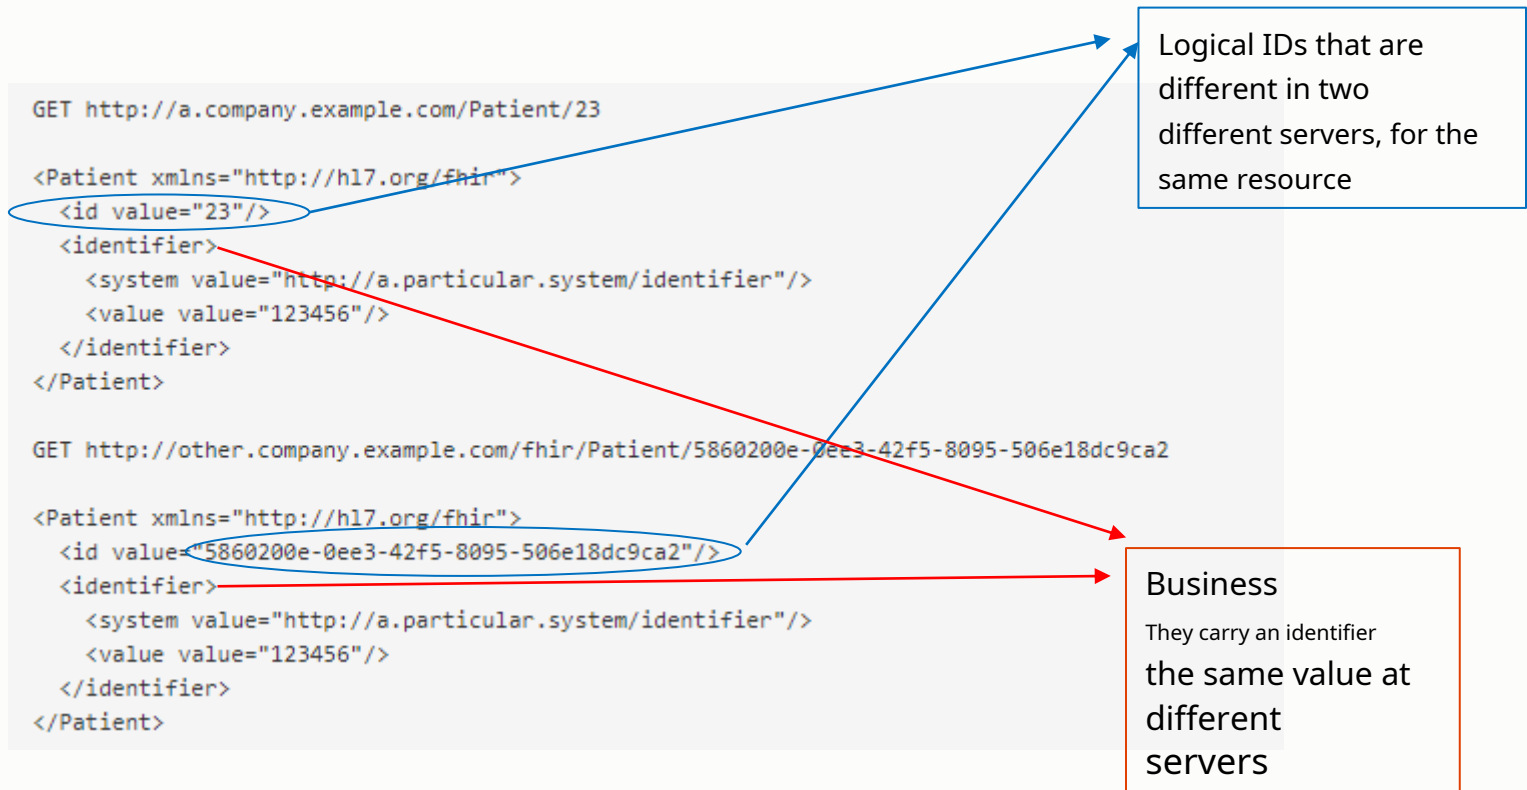 GET http://a.company.example.com/Patient/23
<Patient xmlns="http://hl7.org/fhir">
<id value="23"/>
<identifier>
<system value="http://a.particular.system/identifier"/>
<value value="123456"/>
</identifier>
</Patient>
GET http://other.company.example.com/fhir/Patient/5860200e-0ee3-42f5-8095-506e18dc9ca2
<Patient xmlns="http://hl7.org/fhir">
<id value="5860200e-0ee3-42f5-8095-506e18dc9ca2"/>
<identifier>
<system value="http://a.particular.system/identifier"/>
<value value="123456"/>
</identifier>
</Patient>
Logical IDs that are
different in two
different servers, for the
same resource
Business
They carry an identifier
the same value at
different
servers